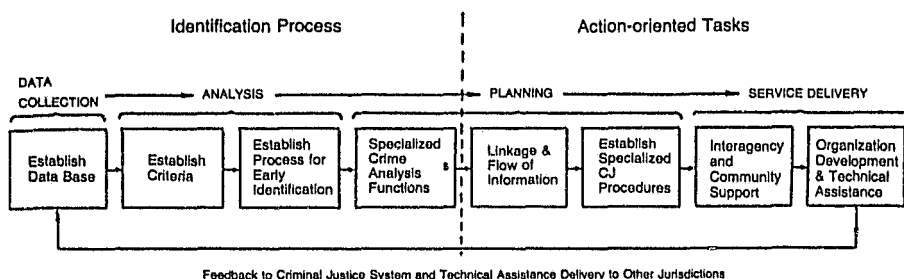 Identification Process
Action-oriented Tasks
DATA
COLLECTION
ANALYSIS
PLANNING
SERVICE DELIVERY
Establish
Data Base
Establish
Criteria
Establish
Process for
Early
Identification
Specialized
Crime
Analysis
Functions
Linkage &
Flow of
Information
Establish
Specialized
CJ
Procedures
Interagency
and
Community
Support
Organization
Development
& Technical
Assistance
Feedback to Criminal Justice System and Technical Assistance Delivery to Other Jurisdictions